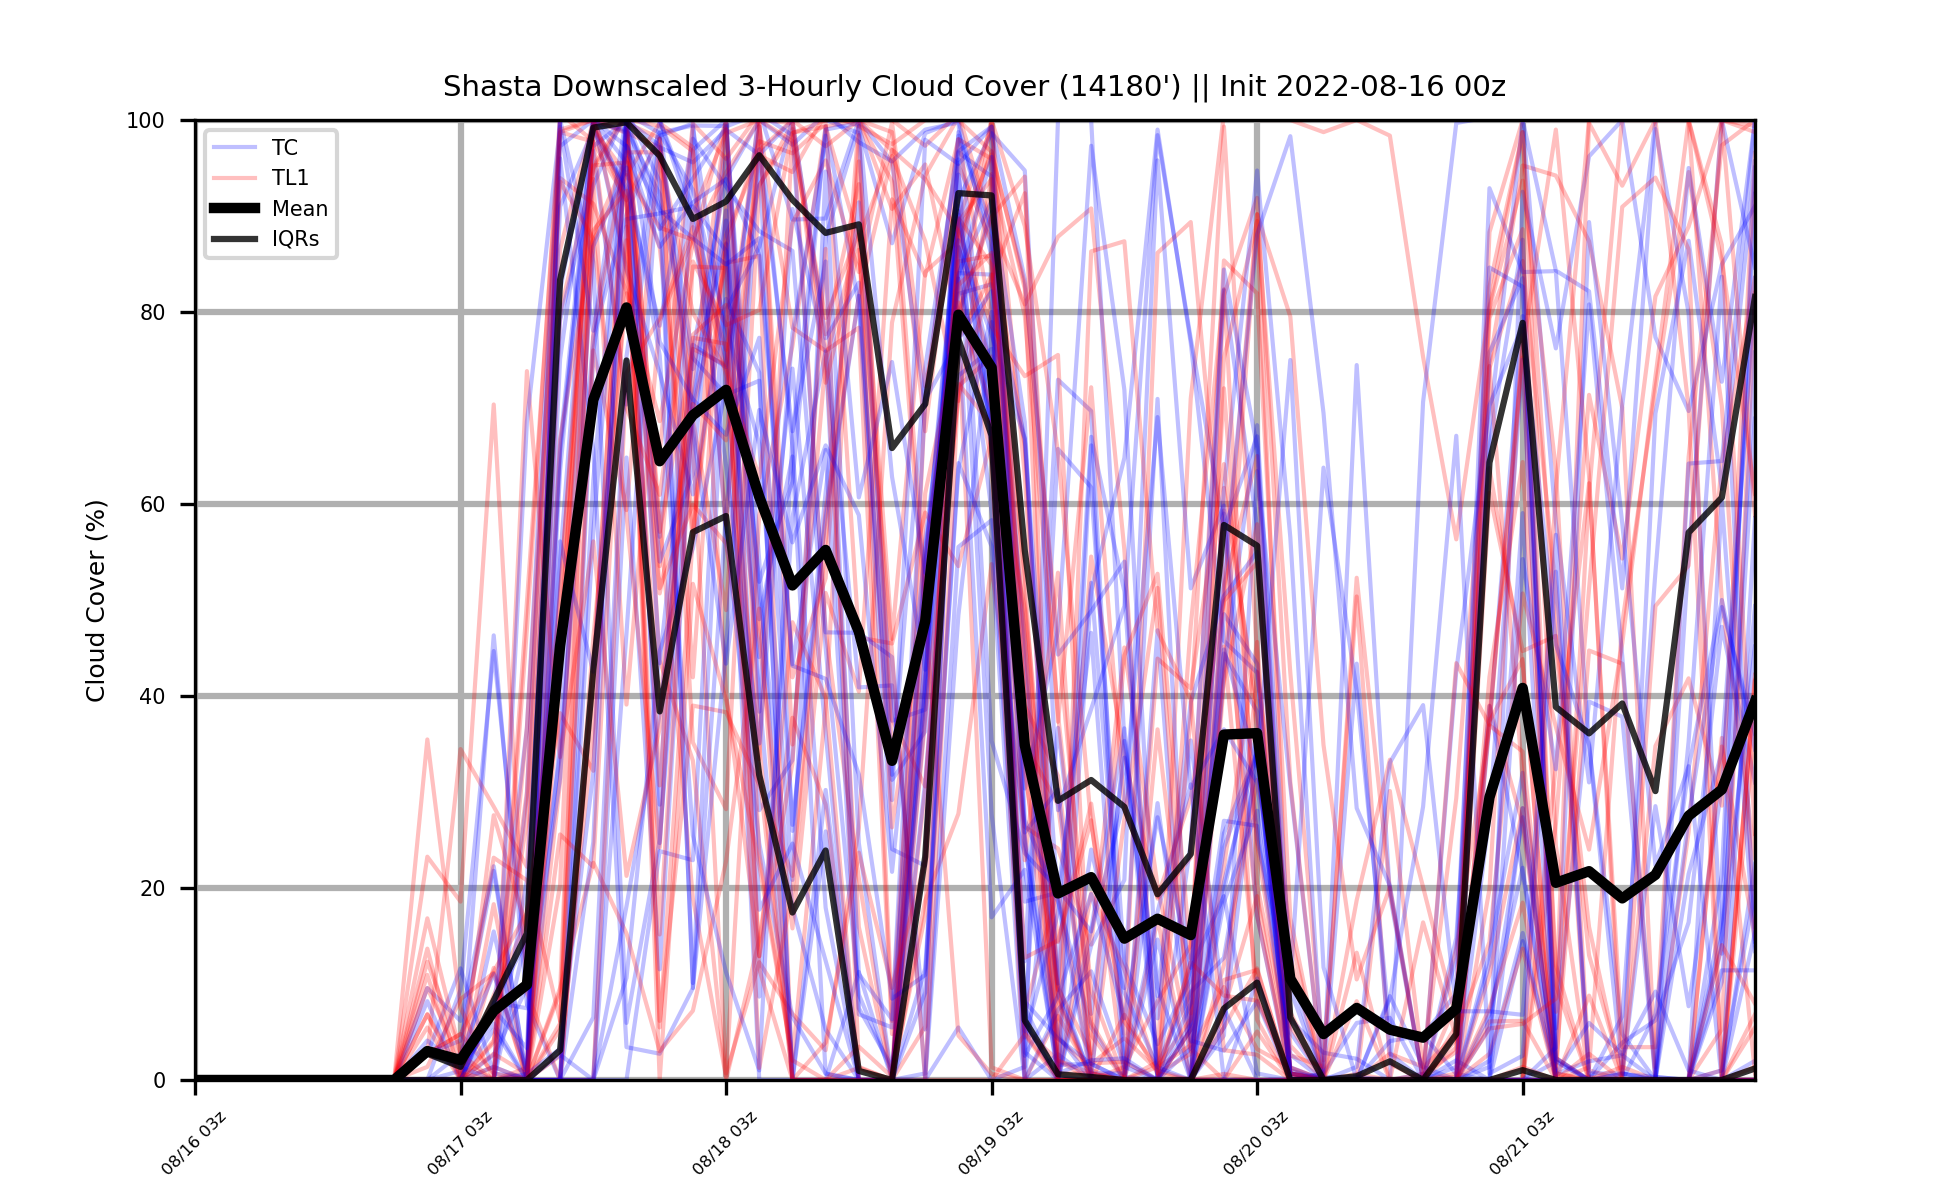 Shasta Downscaled 3-Hourly Cloud Cover (14180') || Init 2022-08-16 00z
100
80
60
40
20
0
Cloud Cover (%)
TC
TL1
Mean
IQRs
08/16 03z
08/17 03z
08/18 03z
08/19 03z
08/20 03z
08/21 03z